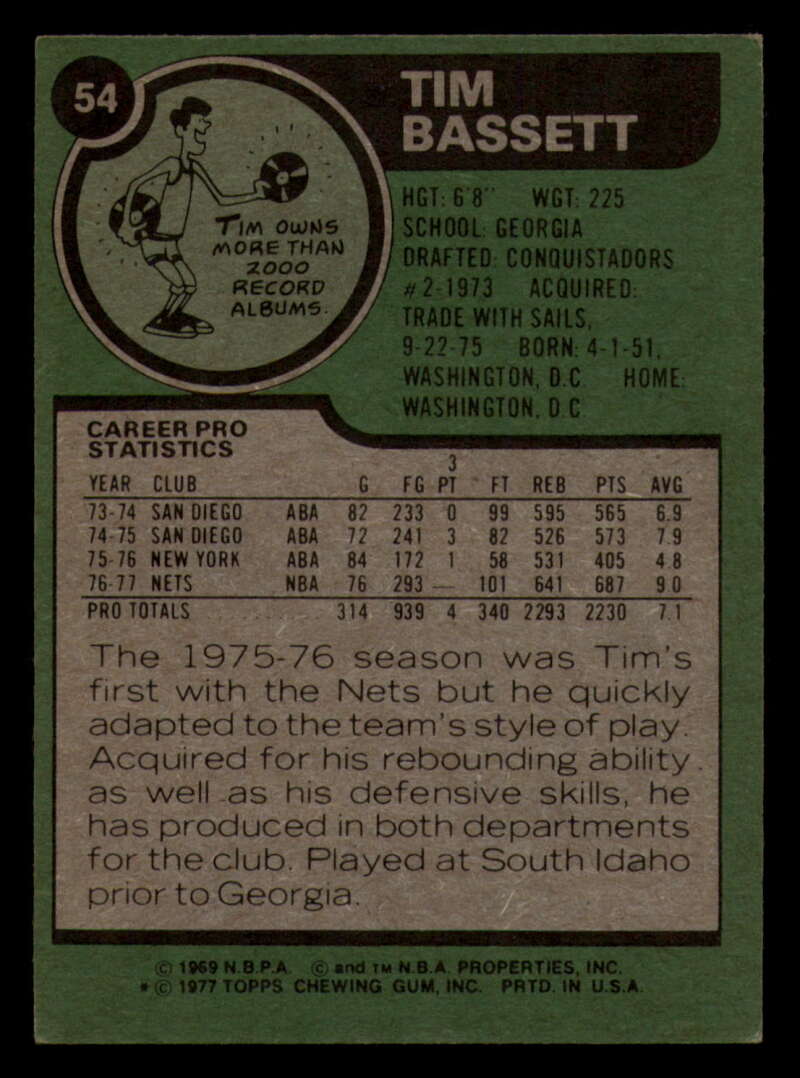 54
TIM
BASSETT
TIM OWNS
MORE THAN
2000
RECORD
ALBUMS.
HGT: 6'8" WGT: 225
SCHOOL: GEORGIA
DRAFTED: CONQUISTADORS
#2-1973 ACQUIRED:
TRADE WITH SAILS,
9-22-75 BORN: 4-1-51,
WASHINGTON, D.C. HOME:
WASHINGTON, D.C.
CAREER PRO
STATISTICS
YEAR CLUB G FG 3 PT FT REB PTS AVG
73-74 SAN DIEGO ABA 82 233 0 99 595 565 6.9
74-75 SAN DIEGO ABA 72 241 3 82 526 573 7.9
75-76 NEW YORK ABA 84 172 1 58 531 405 4.8
76-77 NETS NBA 76 293 — 101 641 687 9.0
PRO TOTALS 314 939 4 340 2293 2230 7.1
The 1975-76 season was Tim's
first with the Nets but he quickly
adapted to the team's style of play.
Acquired for his rebounding ability
as well as his defensive skills, he
has produced in both departments
for the club. Played at South Idaho
prior to Georgia.
© 1969 N.B.P.A. © and TM N.B.A. PROPERTIES, INC.
* © 1977 TOPPS CHEWING GUM, INC. PRTD. IN U.S.A.